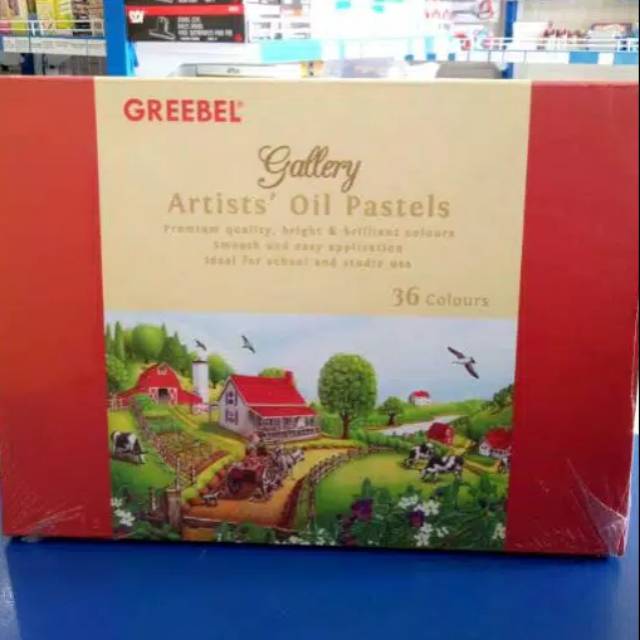 GREEBEL®
Gallery
Artists' Oil Pastels
Premium quality, bright & brilliant colours
Smooth and easy application
Ideal for school and studio use
36 Colours